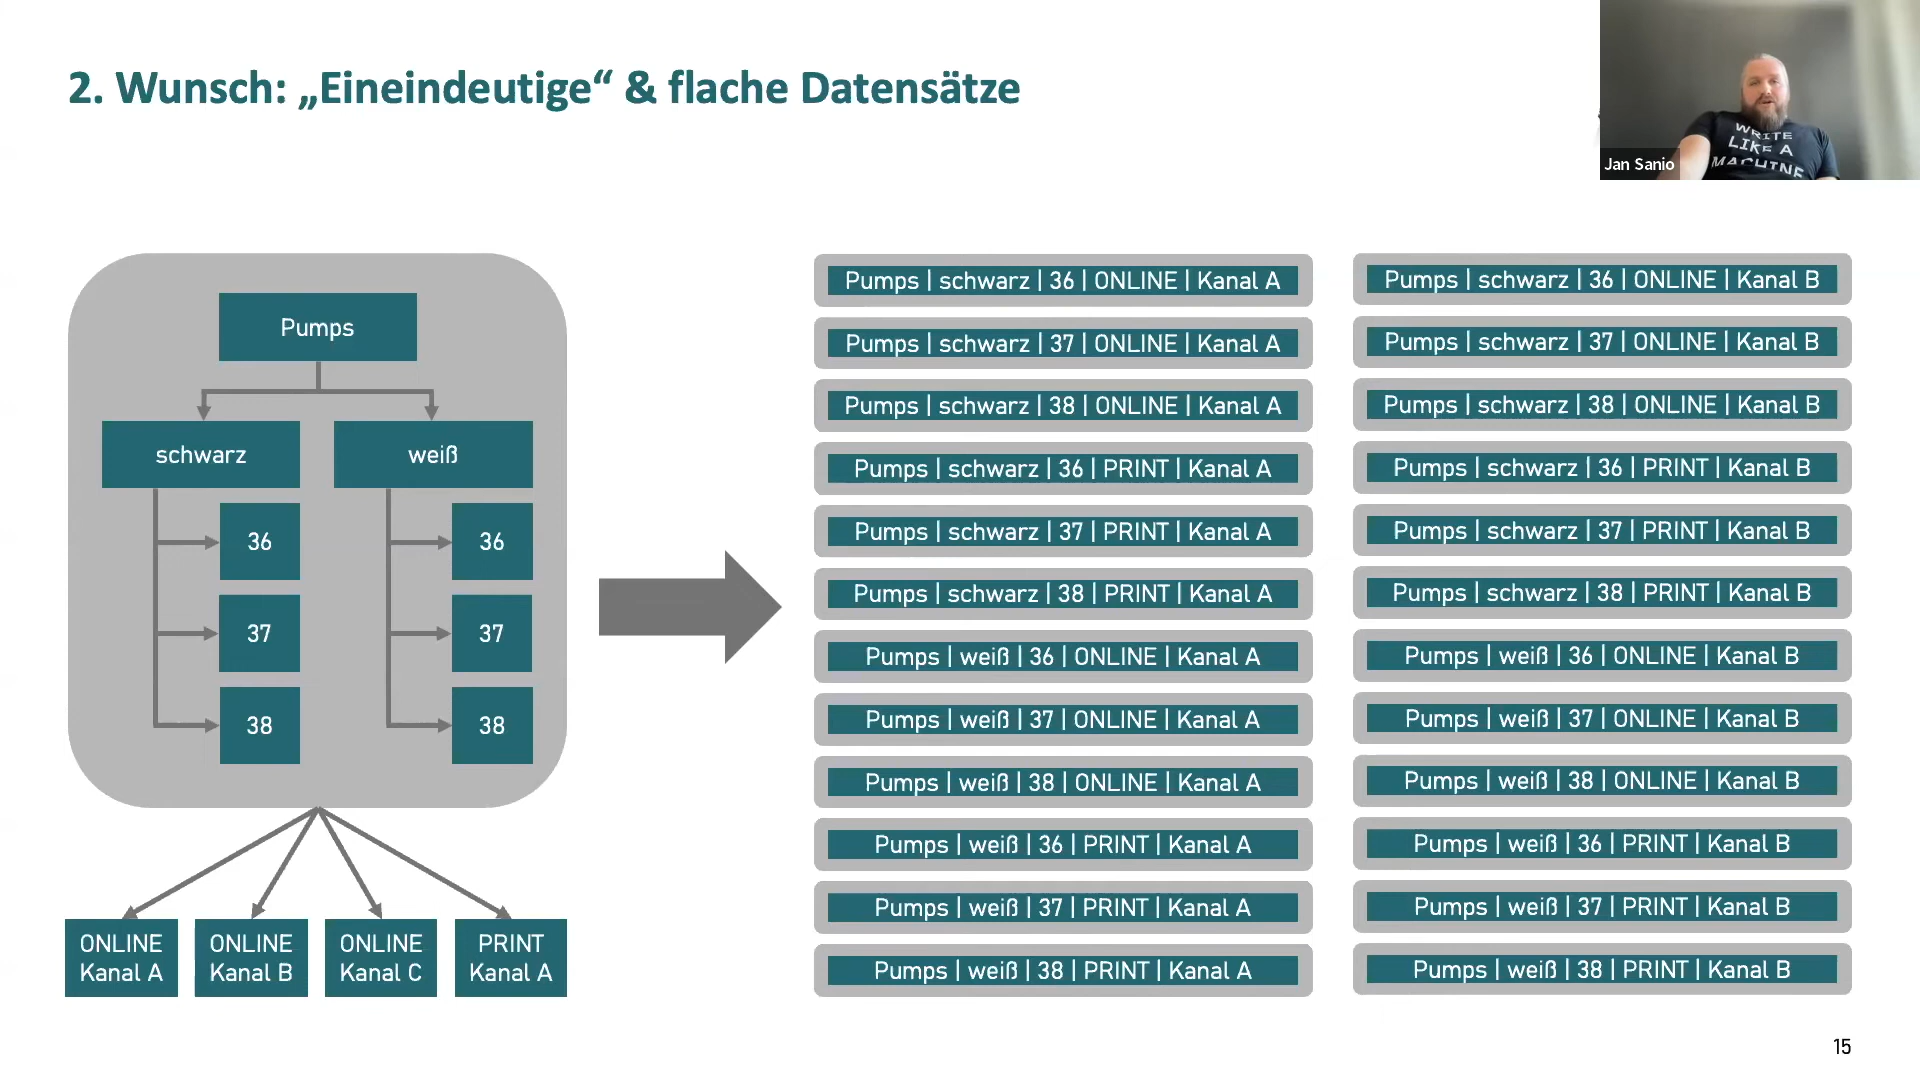 2. Wunsch: „Eineindeutige“ & flache Datensätze
WRITE
LIKE A
MACHINE
Jan Sanio
Pumps
schwarz
weiß
36
36
37
37
38
38
ONLINE
Kanal A
ONLINE
Kanal B
ONLINE
Kanal C
PRINT
Kanal A
Pumps | schwarz | 36 | ONLINE | Kanal A
Pumps | schwarz | 37 | ONLINE | Kanal A
Pumps | schwarz | 38 | ONLINE | Kanal A
Pumps | schwarz | 36 | PRINT | Kanal A
Pumps | schwarz | 37 | PRINT | Kanal A
Pumps | schwarz | 38 | PRINT | Kanal A
Pumps | weiß | 36 | ONLINE | Kanal A
Pumps | weiß | 37 | ONLINE | Kanal A
Pumps | weiß | 38 | ONLINE | Kanal A
Pumps | weiß | 36 | PRINT | Kanal A
Pumps | weiß | 37 | PRINT | Kanal A
Pumps | weiß | 38 | PRINT | Kanal A
Pumps | schwarz | 36 | ONLINE | Kanal B
Pumps | schwarz | 37 | ONLINE | Kanal B
Pumps | schwarz | 38 | ONLINE | Kanal B
Pumps | schwarz | 36 | PRINT | Kanal B
Pumps | schwarz | 37 | PRINT | Kanal B
Pumps | schwarz | 38 | PRINT | Kanal B
Pumps | weiß | 36 | ONLINE | Kanal B
Pumps | weiß | 37 | ONLINE | Kanal B
Pumps | weiß | 38 | ONLINE | Kanal B
Pumps | weiß | 36 | PRINT | Kanal B
Pumps | weiß | 37 | PRINT | Kanal B
Pumps | weiß | 38 | PRINT | Kanal B
15